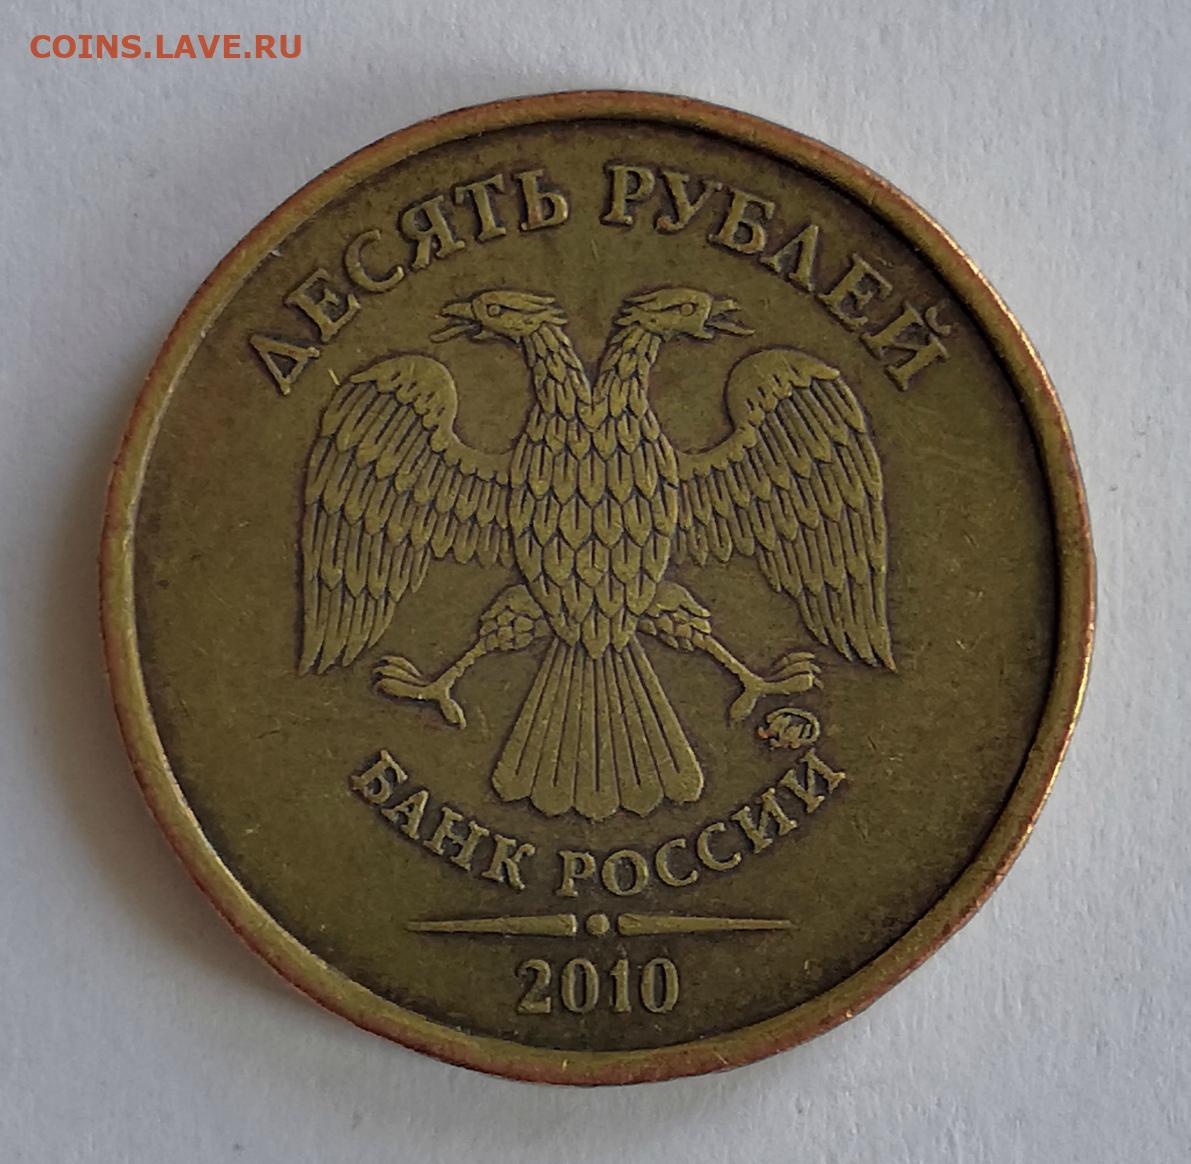 COINS.LAVE.RU
ДЕСЯТЬ РУБЛЕЙ
БАНК РОССИИ
2010